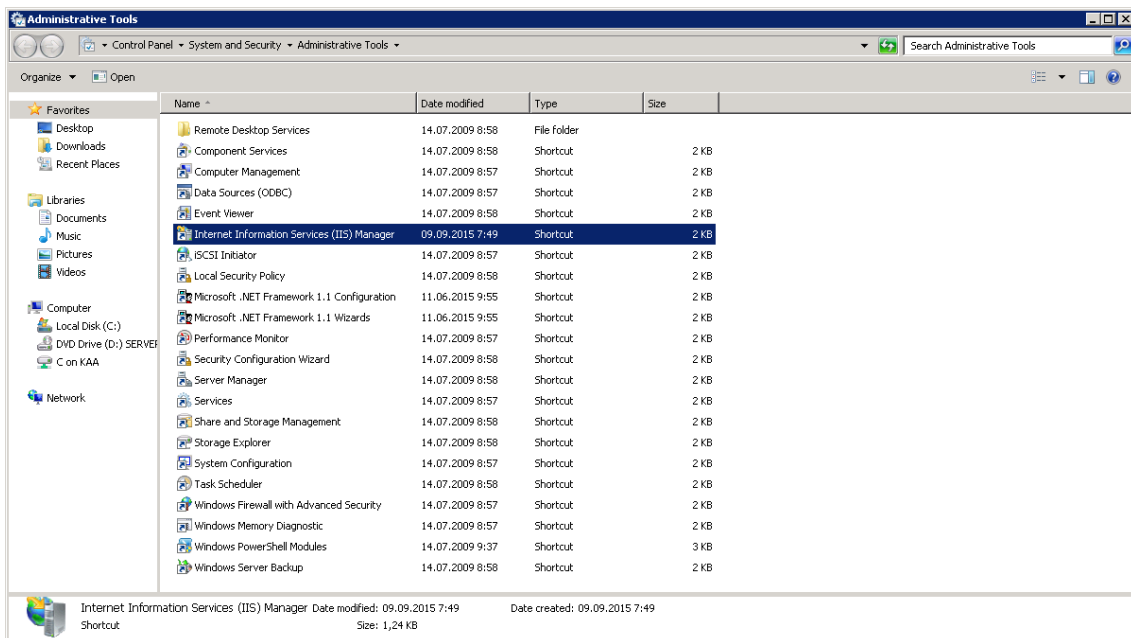 Administrative Tools
Control Panel System and Security Administrative Tools Search Administrative Tools
Organize Open
Favorites
Desktop
Downloads
Recent Places
Libraries
Documents
Music
Pictures
Videos
Computer
Local Disk (C:)
DVD Drive (D:) SERVER
C on KAA
Network
Name Date modified Type Size
Remote Desktop Services 14.07.2009 8:58 File folder
Component Services 14.07.2009 8:58 Shortcut 2 KB
Computer Management 14.07.2009 8:57 Shortcut 2 KB
Data Sources (ODBC) 14.07.2009 8:57 Shortcut 2 KB
Event Viewer 14.07.2009 8:58 Shortcut 2 KB
Internet Information Services (IIS) Manager 09.09.2015 7:49 Shortcut 2 KB
iSCSI Initiator 14.07.2009 8:57 Shortcut 2 KB
Local Security Policy 14.07.2009 8:58 Shortcut 2 KB
Microsoft .NET Framework 1.1 Configuration 11.06.2015 9:55 Shortcut 2 KB
Microsoft .NET Framework 1.1 Wizards 11.06.2015 9:55 Shortcut 2 KB
Performance Monitor 14.07.2009 8:57 Shortcut 2 KB
Security Configuration Wizard 14.07.2009 8:58 Shortcut 2 KB
Server Manager 14.07.2009 8:58 Shortcut 2 KB
Services 14.07.2009 8:57 Shortcut 2 KB
Share and Storage Management 14.07.2009 8:58 Shortcut 2 KB
Storage Explorer 14.07.2009 8:58 Shortcut 2 KB
System Configuration 14.07.2009 8:57 Shortcut 2 KB
Task Scheduler 14.07.2009 8:58 Shortcut 2 KB
Windows Firewall with Advanced Security 14.07.2009 8:57 Shortcut 2 KB
Windows Memory Diagnostic 14.07.2009 8:57 Shortcut 2 KB
Windows PowerShell Modules 14.07.2009 9:37 Shortcut 3 KB
Windows Server Backup 14.07.2009 8:58 Shortcut 2 KB
Internet Information Services (IIS) Manager Date modified: 09.09.2015 7:49 Date created: 09.09.2015 7:49
Shortcut Size: 1,24 KB